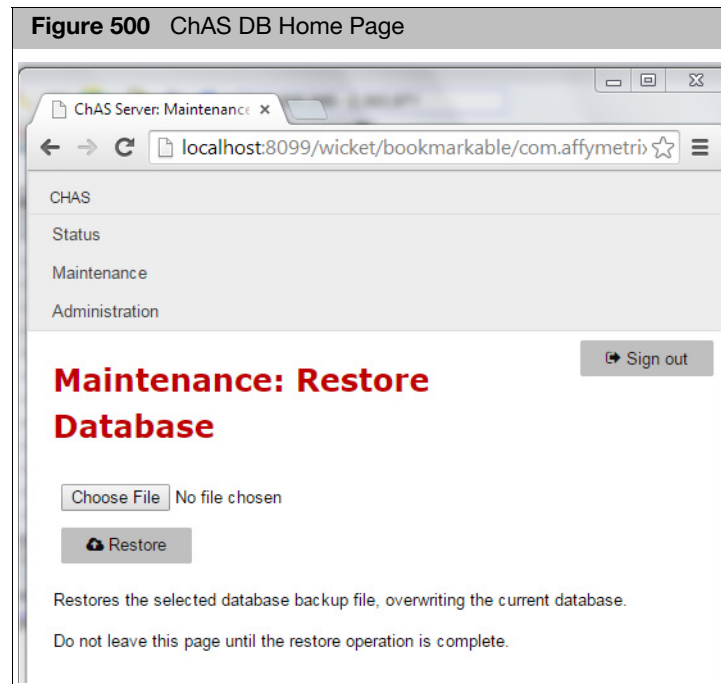 Figure 500 ChAS DB Home Page
ChAS Server: Maintenance
localhost:8099/wicket/bookmarkable/com.affymetri
CHAS
Status
Maintenance
Administration
Sign out
Maintenance: Restore
Database
Choose File No file chosen
Restore
Restores the selected database backup file, overwriting the current database.
Do not leave this page until the restore operation is complete.